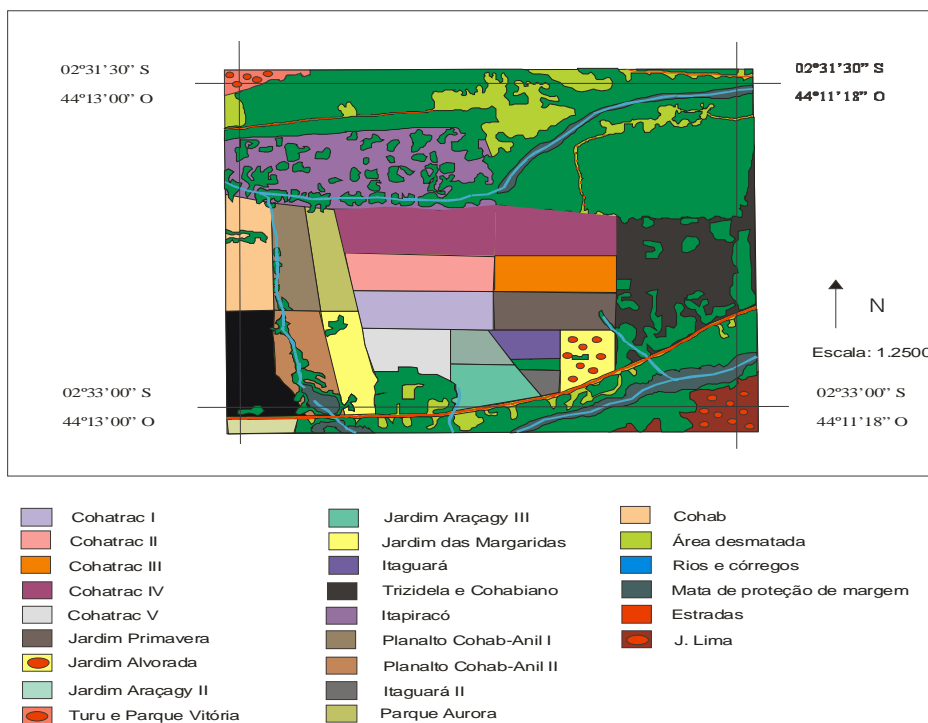 02º31'30" S
44º13'00" O
02º31'30" S
44º11'18" O
N
Escala: 1.2500
02º33'00" S
44º13'00" O
02º33'00" S
44º11'18" O
Cohatrac I
Cohatrac II
Cohatrac III
Cohatrac IV
Cohatrac V
Jardim Primavera
Jardim Alvorada
Jardim Araçagy II
Turu e Parque Vitória
Jardim Araçagy III
Jardim das Margaridas
Itaguará
Trizidela e Cohabiano
Itapiracó
Planalto Cohab-Anil I
Planalto Cohab-Anil II
Itaguará II
Parque Aurora
Cohab
Área desmatada
Rios e córregos
Mata de proteção de margem
Estradas
J. Lima